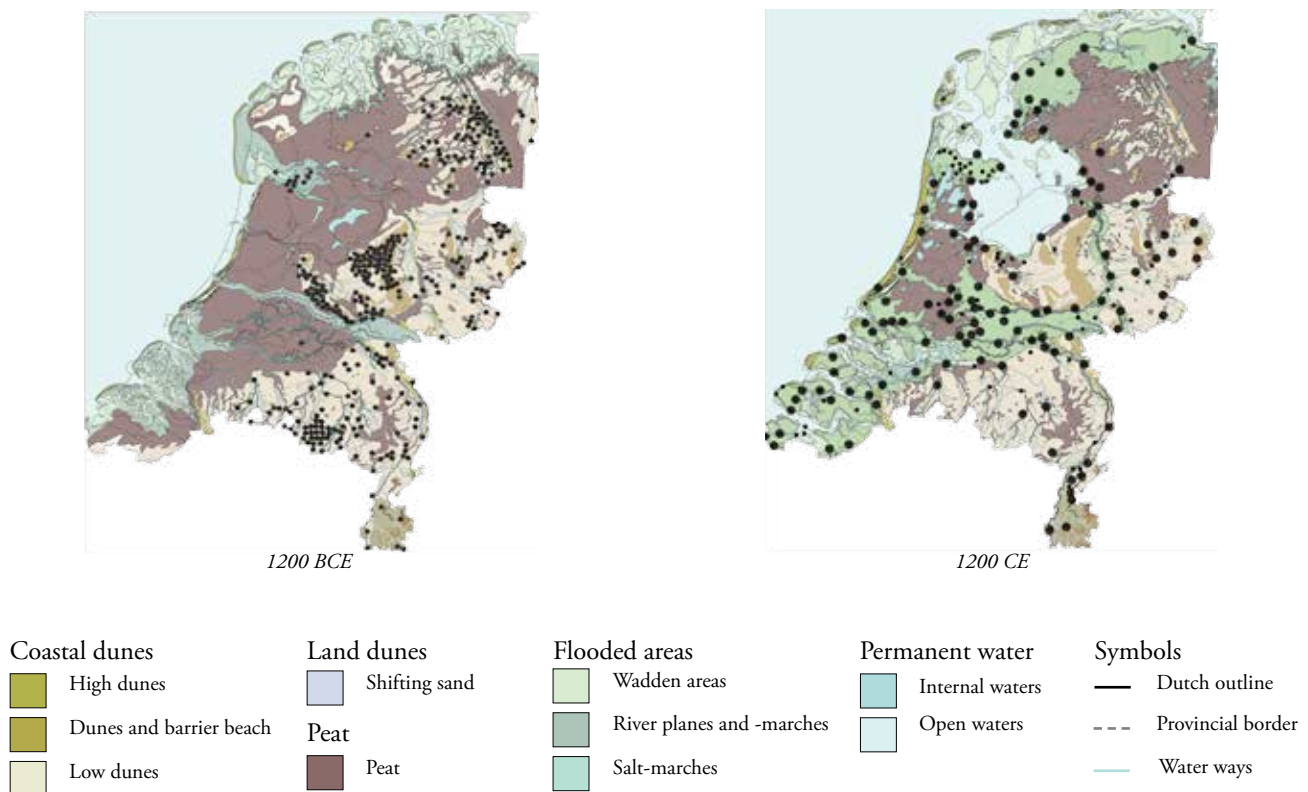 1200 BCE
1200 CE
Coastal dunes
High dunes
Dunes and barrier beach
Low dunes
Land dunes
Shifting sand
Peat
Peat
Flooded areas
Wadden areas
River planes and -marches
Salt-marches
Permanent water
Internal waters
Open waters
Symbols
Dutch outline
Provincial border
Water ways